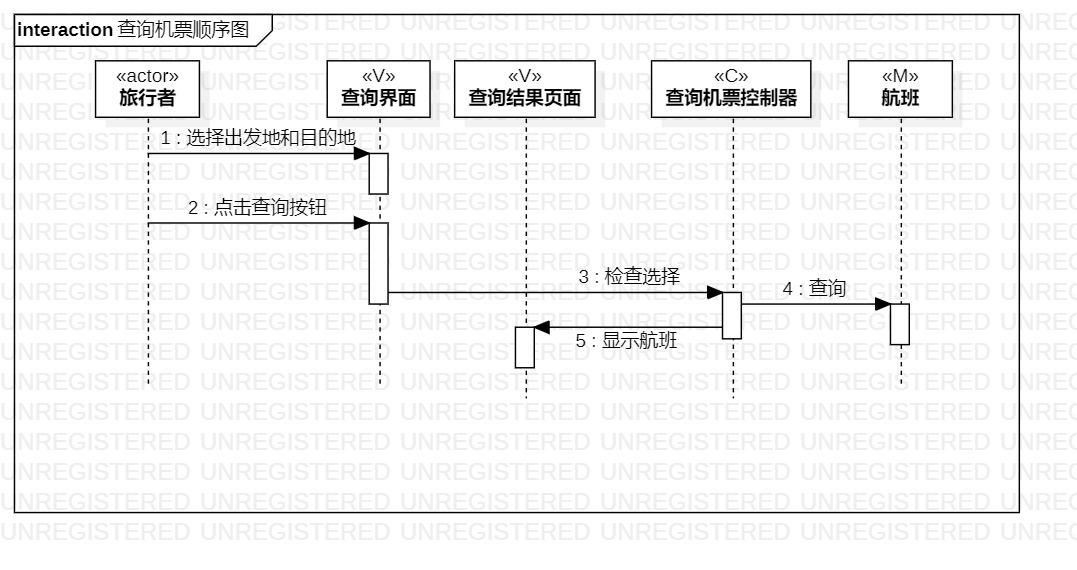 interaction 查询机票顺序图
«actor»
旅行者
«V»
查询界面
«V»
查询结果页面
«C»
查询机票控制器
«M»
航班
1 : 选择出发地和目的地
2 : 点击查询按钮
3 : 检查选择
4 : 查询
5 : 显示航班
UNREGISTERED UNREGISTERED UNREGISTERED UNREGISTERED UNREGISTERED